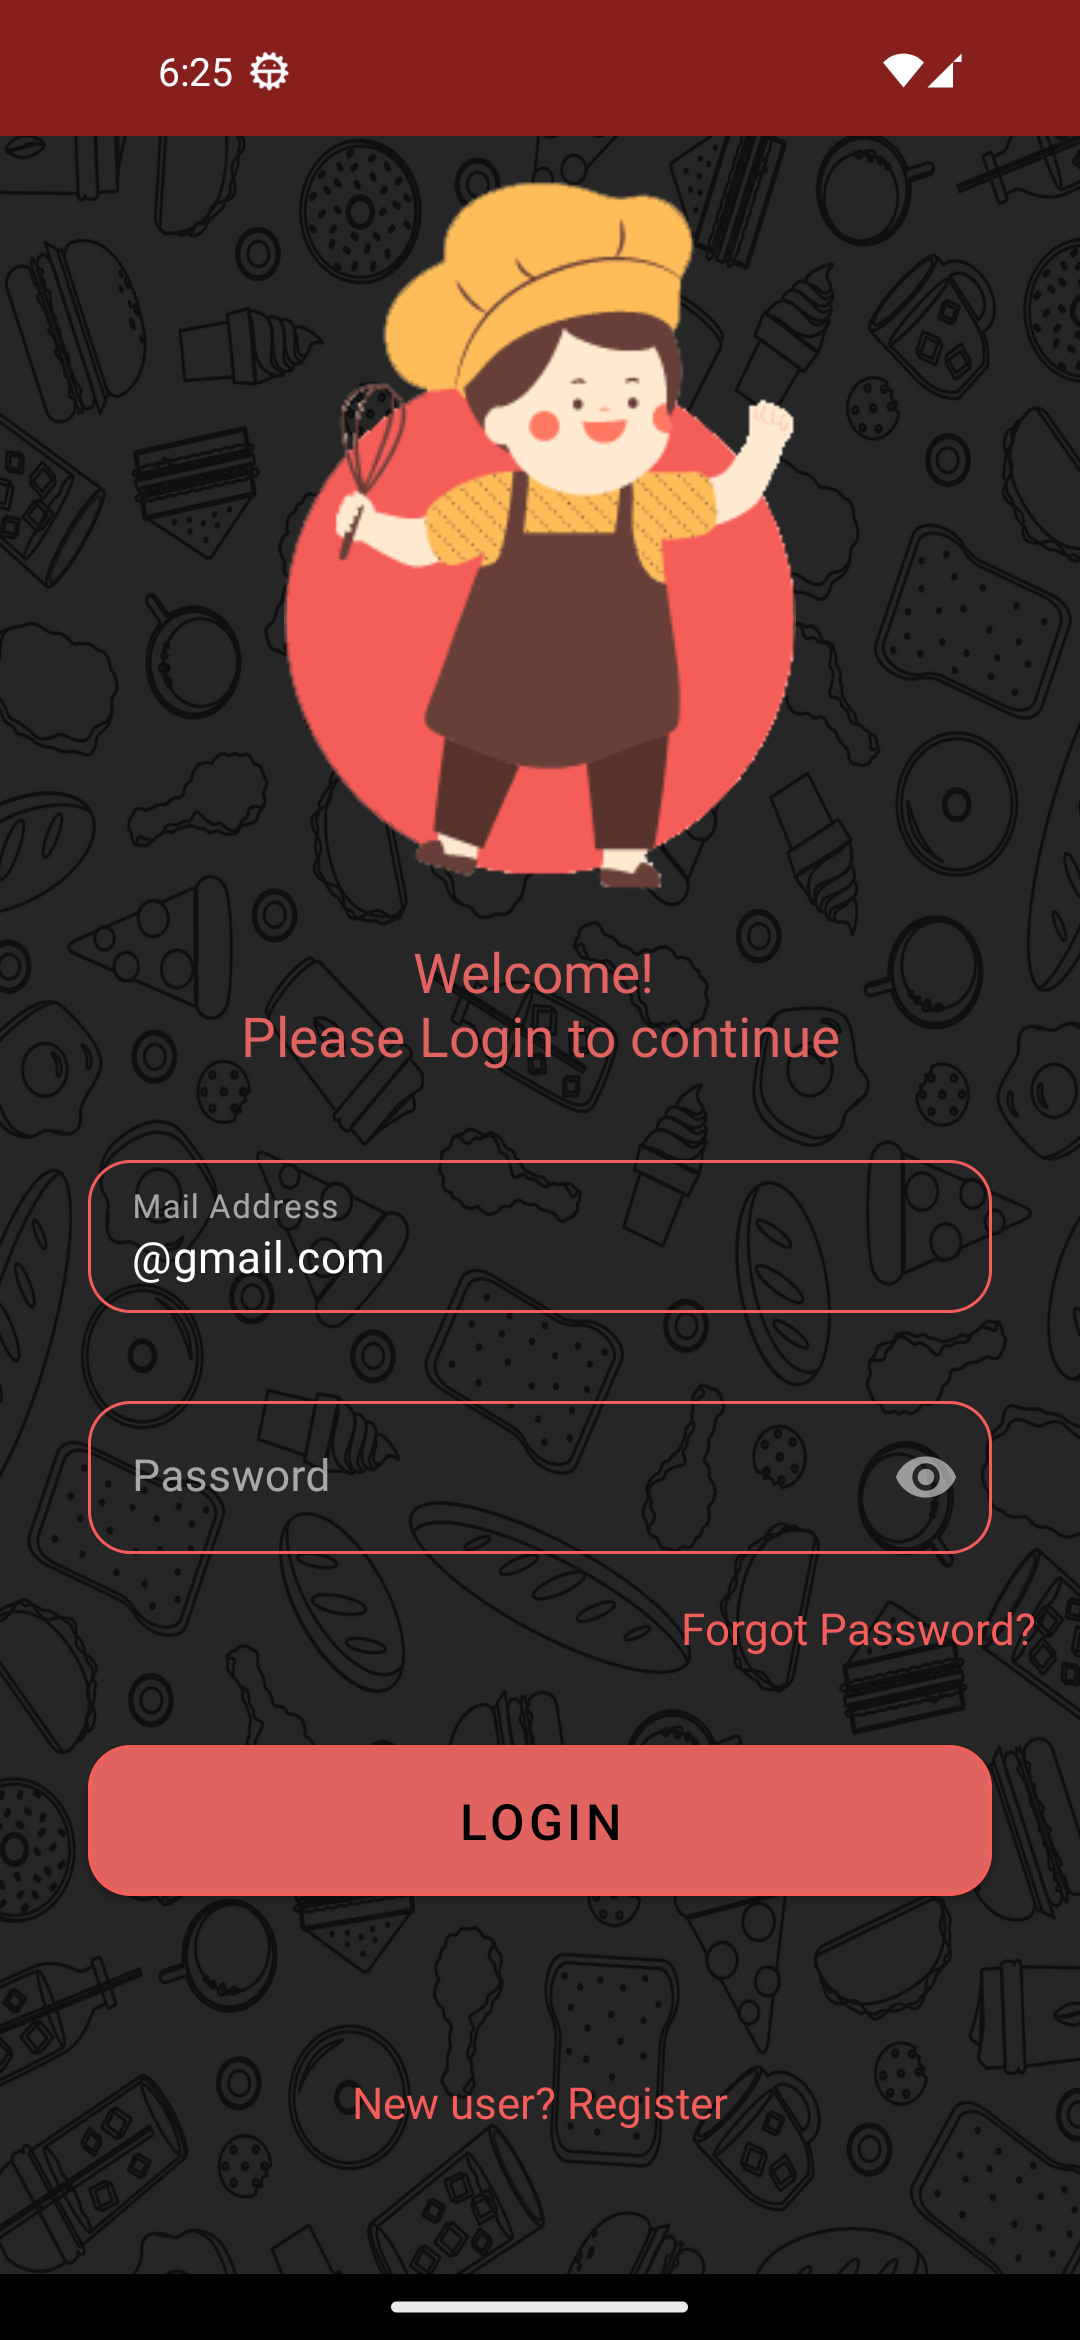 6:25
Welcome!
Please Login to continue
Mail Address
@gmail.com
Password
Forgot Password?
LOGIN
New user? Register